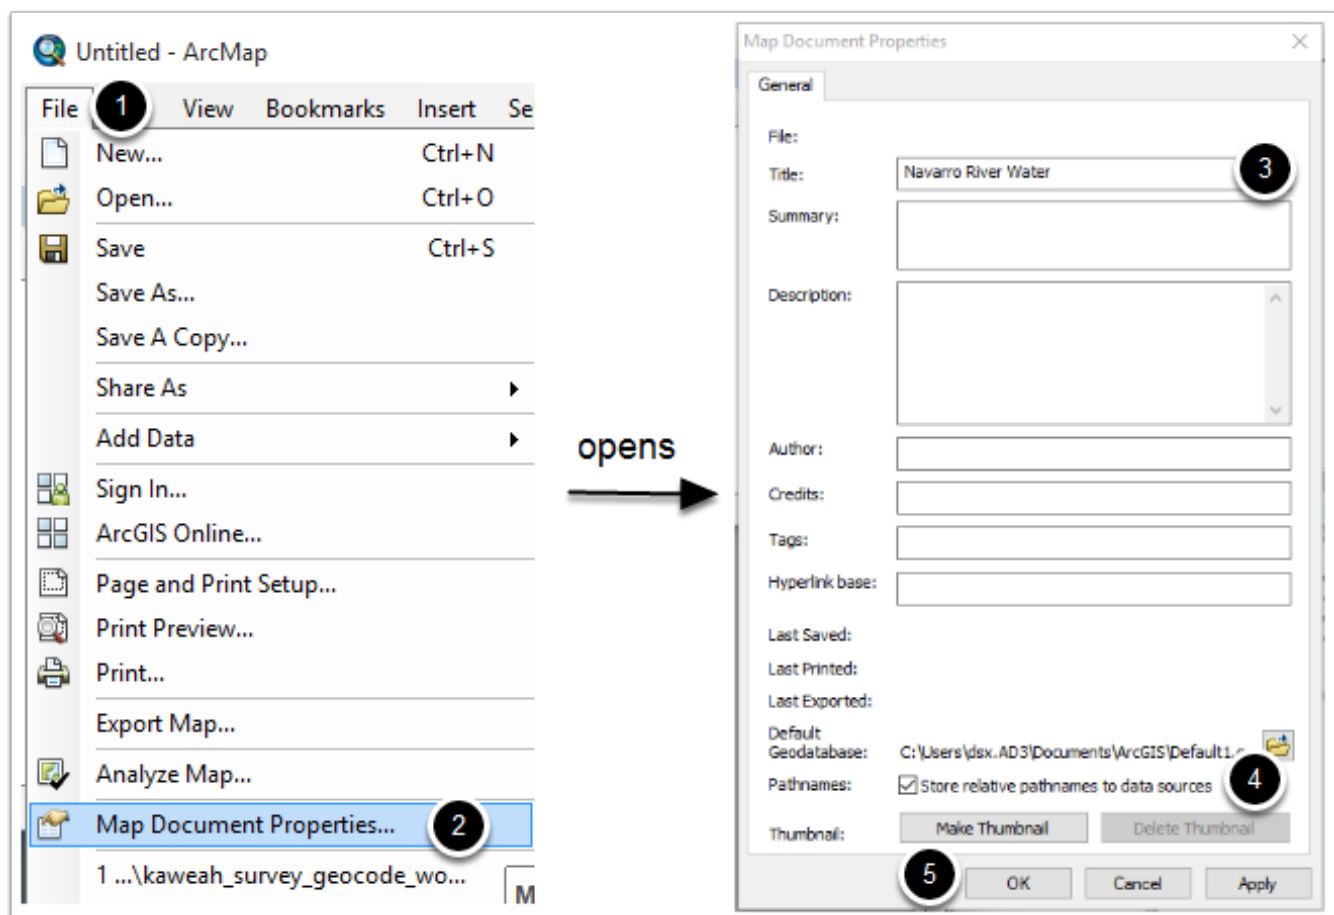 Untitled - ArcMap
File 1 View Bookmarks Insert Se
New... Ctrl+N
Open... Ctrl+O
Save Ctrl+S
Save As...
Save A Copy...
Share As
Add Data
Sign In...
ArcGIS Online...
Page and Print Setup...
Print Preview...
Print...
Export Map...
Analyze Map...
Map Document Properties... 2
1 ...\kaweah_survey_geocode_wo...
M
opens
Map Document Properties
General
File:
Title: Navarro River Water 3
Summary:
Description:
Author:
Credits:
Tags:
Hyperlink base:
Last Saved:
Last Printed:
Last Exported:
Default
Geodatabase: C:\Users\dsx.AD3\Documents\ArcGIS\Default1.g
Pathnames: Store relative pathnames to data sources 4
Thumbnail: Make Thumbnail Delete Thumbnail
5 OK Cancel Apply